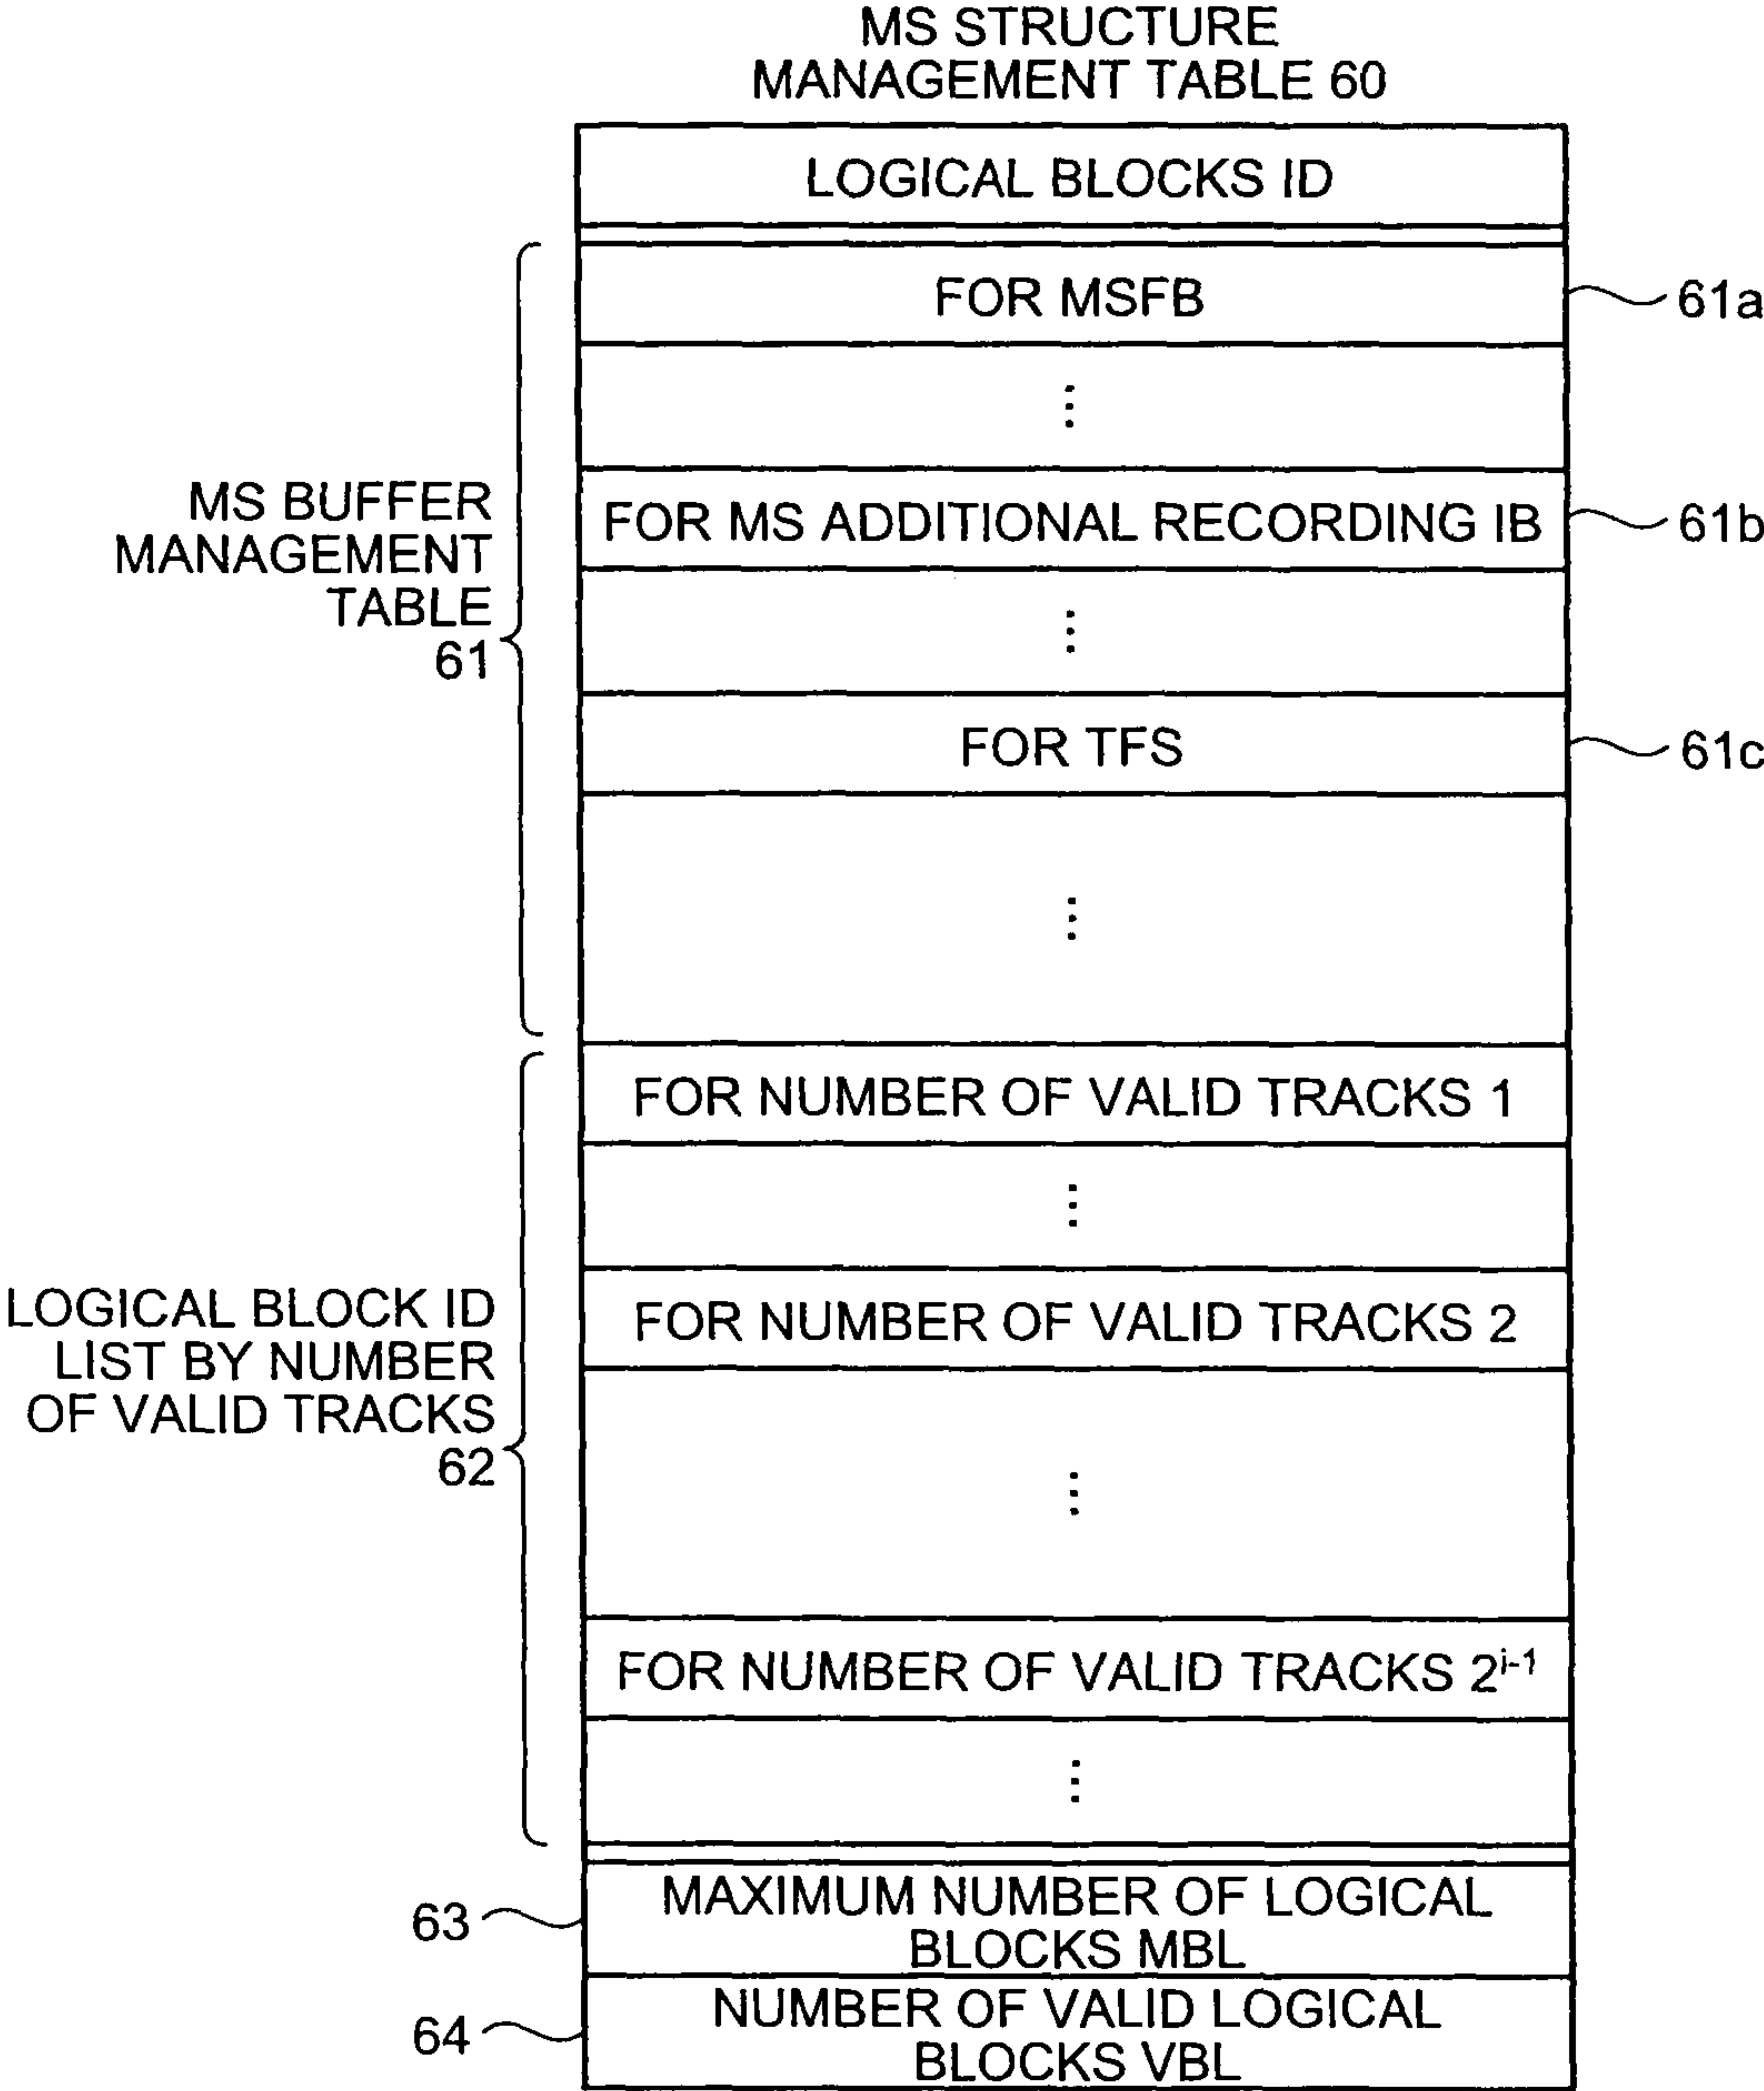 MS STRUCTURE
MANAGEMENT TABLE 60
LOGICAL BLOCKS ID
FOR MSFB
61a
⋮
MS BUFFER
MANAGEMENT
TABLE
61
FOR MS ADDITIONAL RECORDING IB
61b
⋮
FOR TFS
61c
⋮
FOR NUMBER OF VALID TRACKS 1
⋮
LOGICAL BLOCK ID
LIST BY NUMBER
OF VALID TRACKS
62
FOR NUMBER OF VALID TRACKS 2
⋮
FOR NUMBER OF VALID TRACKS 2^{i-1}
⋮
63
MAXIMUM NUMBER OF LOGICAL
BLOCKS MBL
64
NUMBER OF VALID LOGICAL
BLOCKS VBL